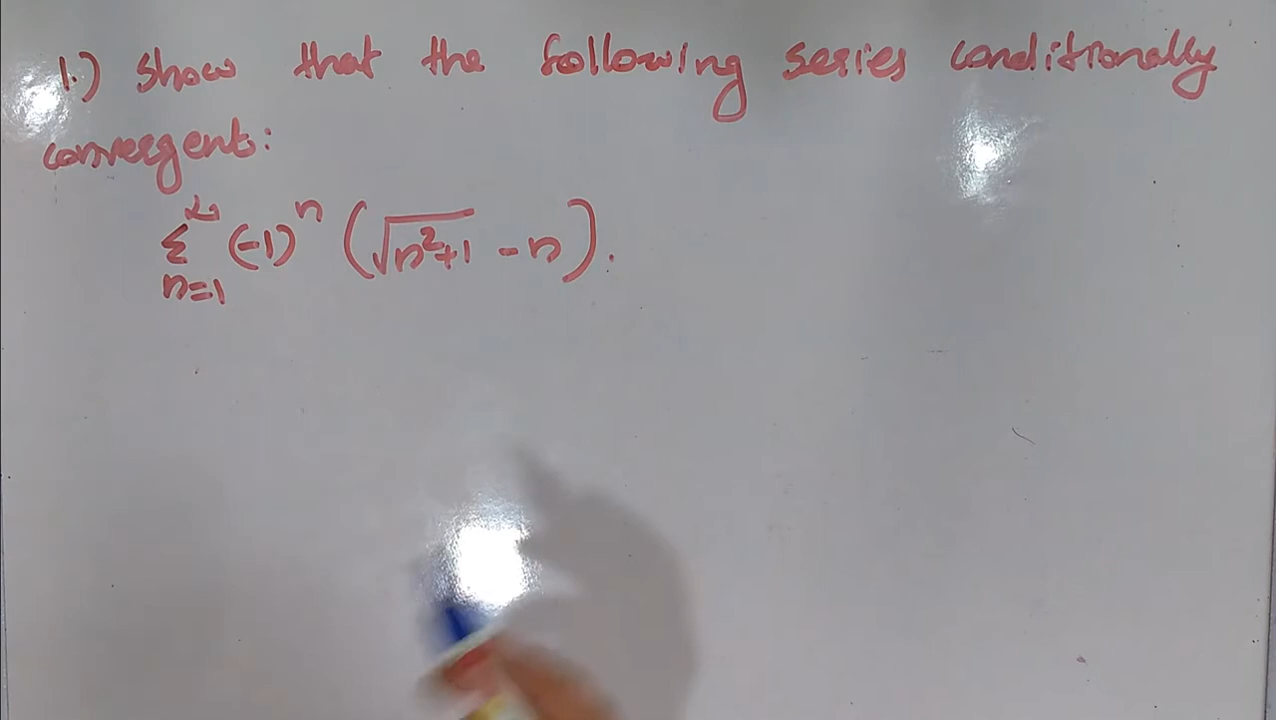 1.) Show that the following series conditionally
convergent:
∑_{n=1}^{∞} (-1)^n (√(n²+1) - n).